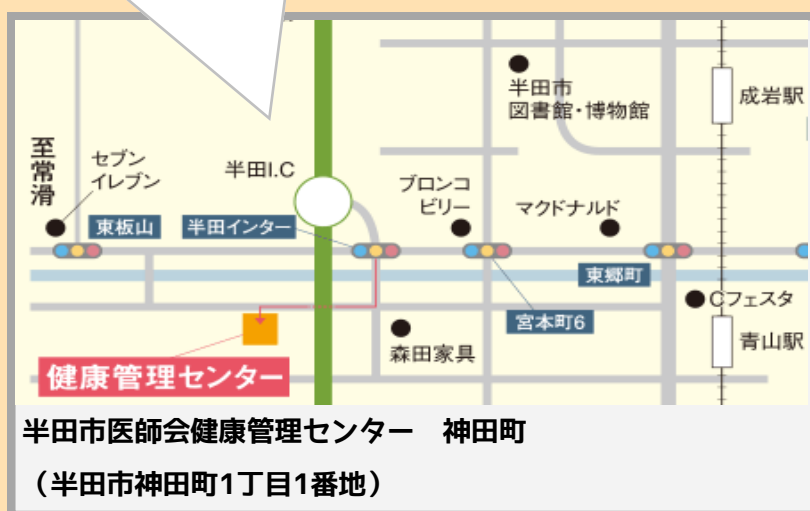 半田市
図書館・博物館
成岩駅
至常滑
セブン
イレブン
半田I.C
ブロンコ
ビリー
マクドナルド
東板山
半田インター
東郷町
Cフェスタ
宮本町6
森田家具
青山駅
健康管理センター
半田市医師会健康管理センター　神田町
（半田市神田町1丁目1番地）